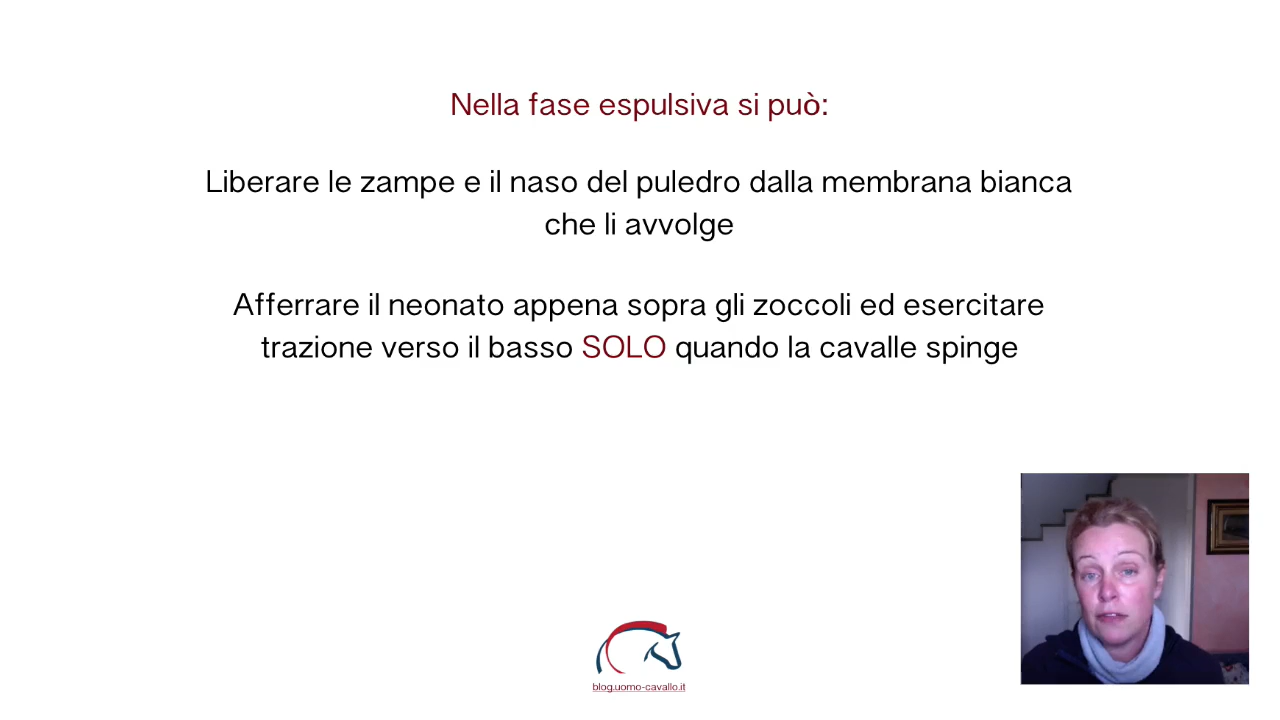 Nella fase espulsiva si può:
Liberare le zampe e il naso del puledro dalla membrana bianca
che li avvolge
Afferrare il neonato appena sopra gli zoccoli ed esercitare
trazione verso il basso SOLO quando la cavalle spinge
blog.uomo-cavallo.it